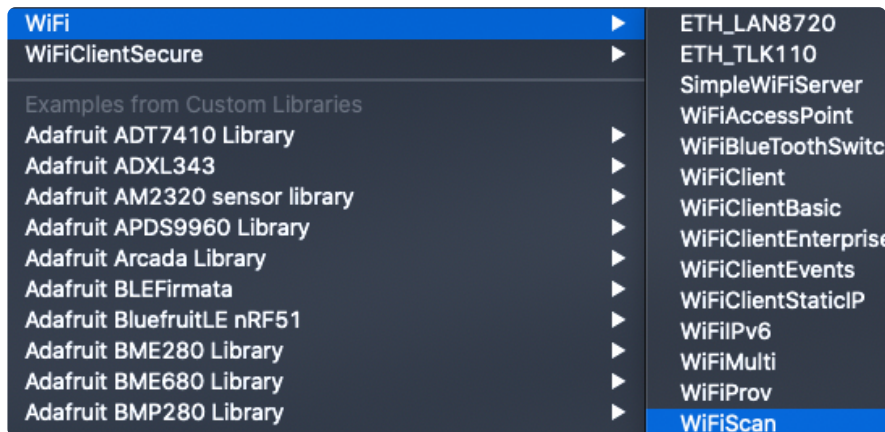 WiFi
WiFiClientSecure
Examples from Custom Libraries
Adafruit ADT7410 Library
Adafruit ADXL343
Adafruit AM2320 sensor library
Adafruit APDS9960 Library
Adafruit Arcada Library
Adafruit BLEFirmata
Adafruit BluefruitLE nRF51
Adafruit BME280 Library
Adafruit BME680 Library
Adafruit BMP280 Library
ETH_LAN8720
ETH_TLK110
SimpleWiFiServer
WiFiAccessPoint
WiFiBlueToothSwitc
WiFiClient
WiFiClientBasic
WiFiClientEnterprise
WiFiClientEvents
WiFiClientStaticIP
WiFiIPv6
WiFiMulti
WiFiProv
WiFiScan